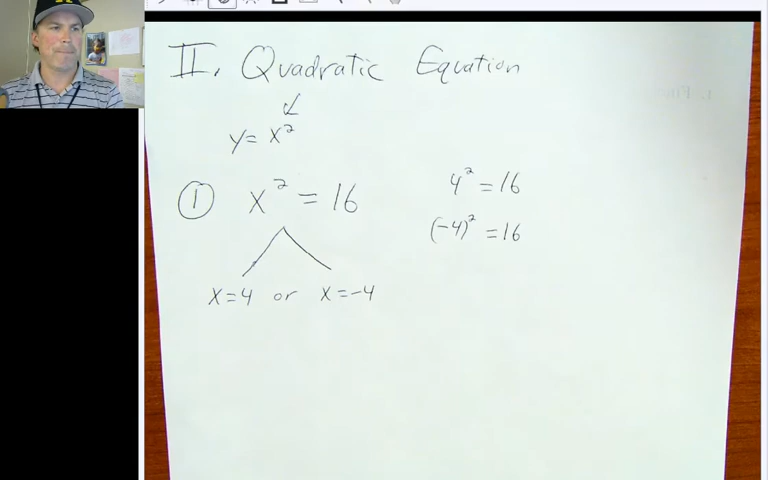 II. Quadratic Equation
y = x²
① x² = 16
4² = 16
(-4)² = 16
x = 4 or x = -4